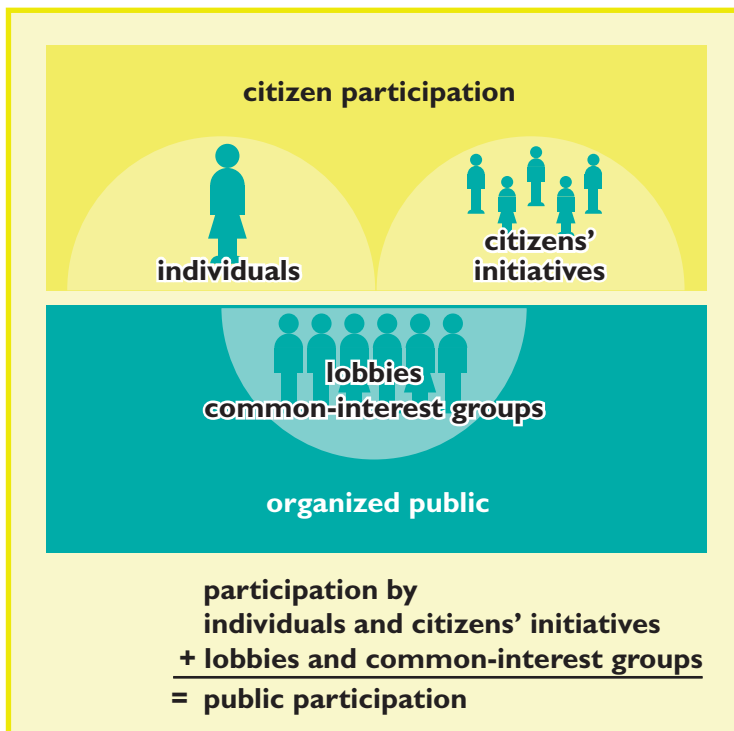 citizen participation
individuals
citizens’
initiatives
lobbies
common-interest groups
organized public
participation by
individuals and citizens’ initiatives
+ lobbies and common-interest groups
= public participation